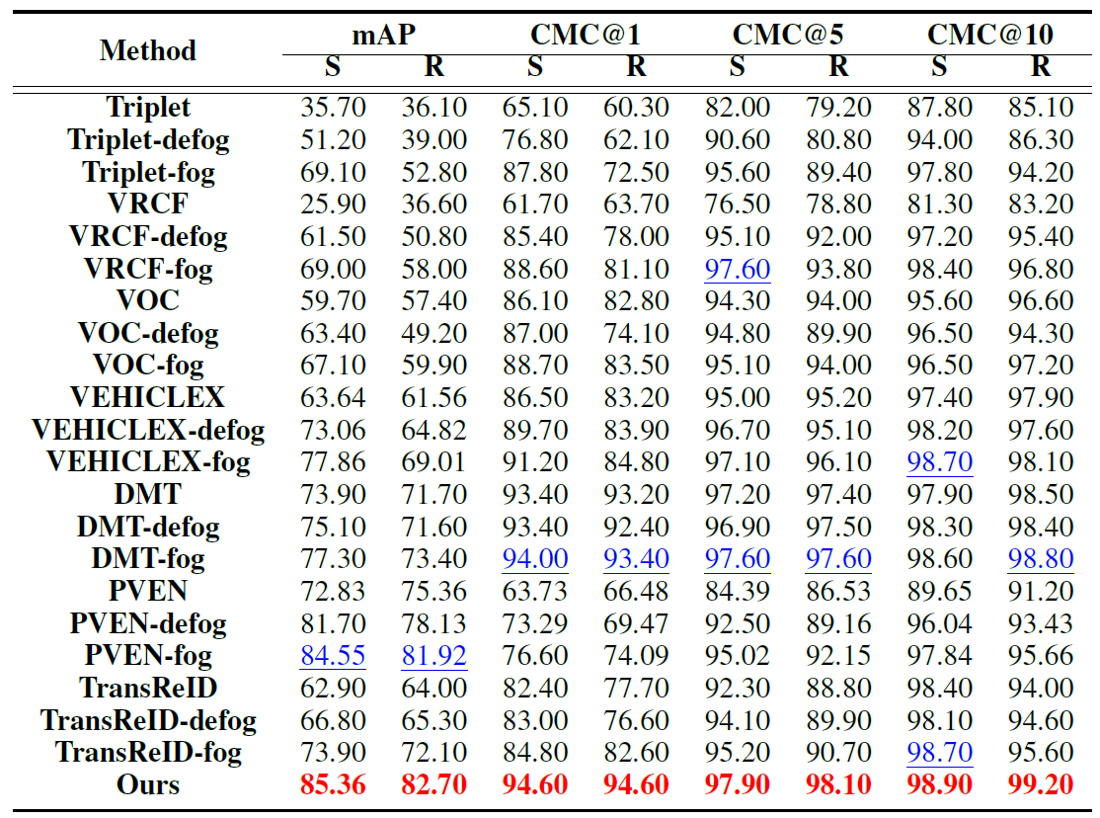 Method mAP CMC@1 CMC@5 CMC@10
S R S R S R S R
Triplet 35.70 36.10 65.10 60.30 82.00 79.20 87.80 85.10
Triplet-defog 51.20 39.00 76.80 62.10 90.60 80.80 94.00 86.30
Triplet-fog 69.10 52.80 87.80 72.50 95.60 89.40 97.80 94.20
VRCF 25.90 36.60 61.70 63.70 76.50 78.80 81.30 83.20
VRCF-defog 61.50 50.80 85.40 78.00 95.10 92.00 97.20 95.40
VRCF-fog 69.00 58.00 88.60 81.10 97.60 93.80 98.40 96.80
VOC 59.70 57.40 86.10 82.80 94.30 94.00 95.60 96.60
VOC-defog 63.40 49.20 87.00 74.10 94.80 89.90 96.50 94.30
VOC-fog 67.10 59.90 88.70 83.50 95.10 94.00 96.50 97.20
VEHICLEX 63.64 61.56 86.50 83.20 95.00 95.20 97.40 97.90
VEHICLEX-defog 73.06 64.82 89.70 83.90 96.70 95.10 98.20 97.60
VEHICLEX-fog 77.86 69.01 91.20 84.80 97.10 96.10 98.70 98.10
DMT 73.90 71.70 93.40 93.20 97.20 97.40 97.90 98.50
DMT-defog 75.10 71.60 93.40 92.40 96.90 97.50 98.30 98.40
DMT-fog 77.30 73.40 94.00 93.40 97.60 97.60 98.60 98.80
PVEN 72.83 75.36 63.73 66.48 84.39 86.53 89.65 91.20
PVEN-defog 81.70 78.13 73.29 69.47 92.50 89.16 96.04 93.43
PVEN-fog 84.55 81.92 76.60 74.09 95.02 92.15 97.84 95.66
TransReID 62.90 64.00 82.40 77.70 92.30 88.80 98.40 94.00
TransReID-defog 66.80 65.30 83.00 76.60 94.10 89.90 98.10 94.60
TransReID-fog 73.90 72.10 84.80 82.60 95.20 90.70 98.70 95.60
Ours 85.36 82.70 94.60 94.60 97.90 98.10 98.90 99.20